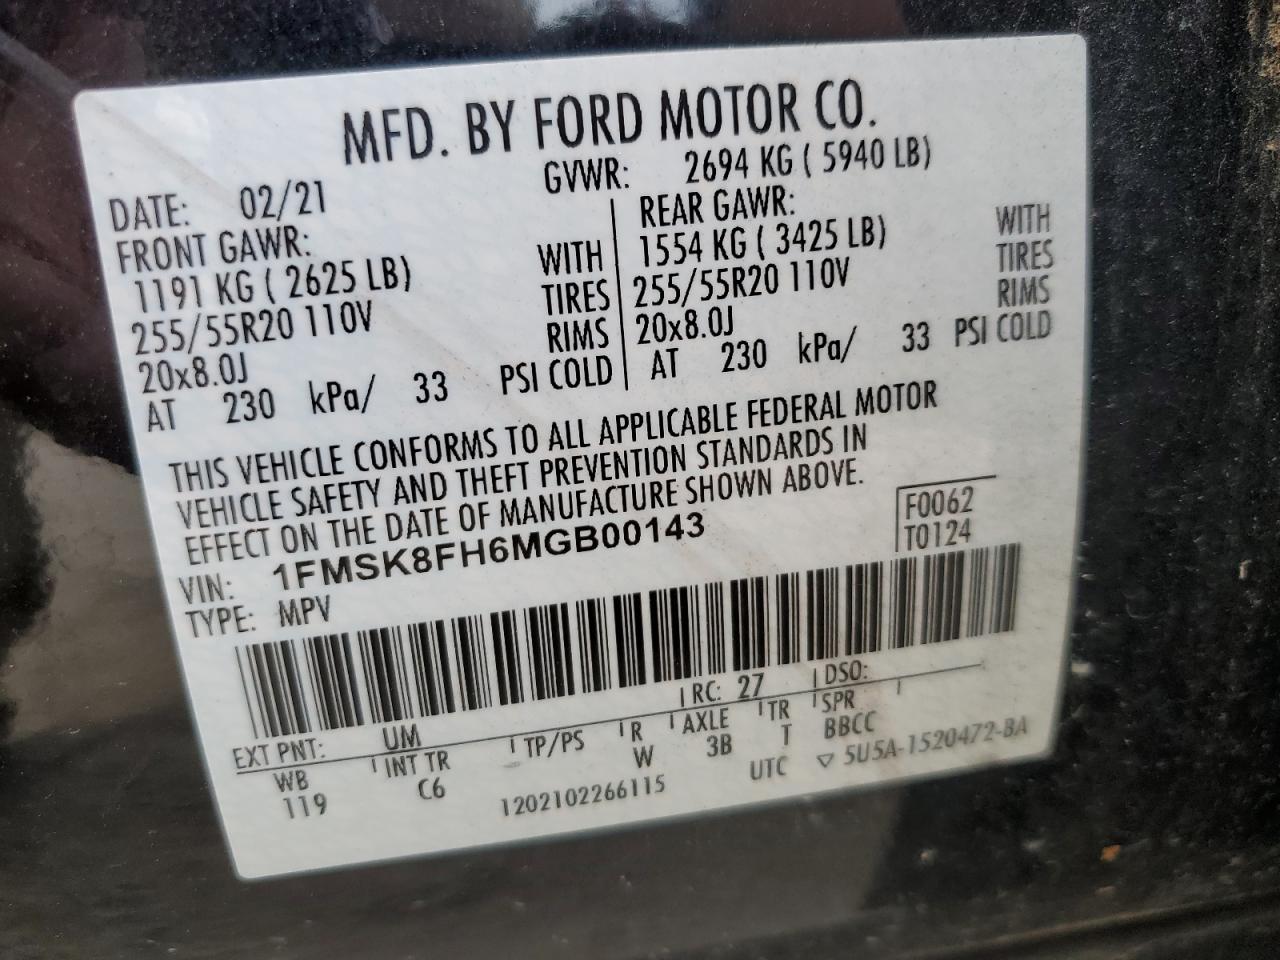 MFD. BY FORD MOTOR CO.
DATE: 02/21 GVWR: 2694 KG ( 5940 LB)
FRONT GAWR: REAR GAWR:
1191 KG ( 2625 LB) WITH 1554 KG ( 3425 LB) WITH
255/55R20 110V TIRES 255/55R20 110V TIRES
20x8.0J RIMS 20x8.0J RIMS
AT 230 kPa/ 33 PSI COLD AT 230 kPa/ 33 PSI COLD
THIS VEHICLE CONFORMS TO ALL APPLICABLE FEDERAL MOTOR
VEHICLE SAFETY AND THEFT PREVENTION STANDARDS IN
EFFECT ON THE DATE OF MANUFACTURE SHOWN ABOVE.
VIN: 1FMSK8FH6MGB00143 F0062
TYPE: MPV T0124
EXT PNT: UM RC: 27 DSO:
WB INT TR TP/PS R AXLE TR SPR
119 C6 W 3B T BBCC
1202102266115 UTC ▽ 5U5A-1520472-BA